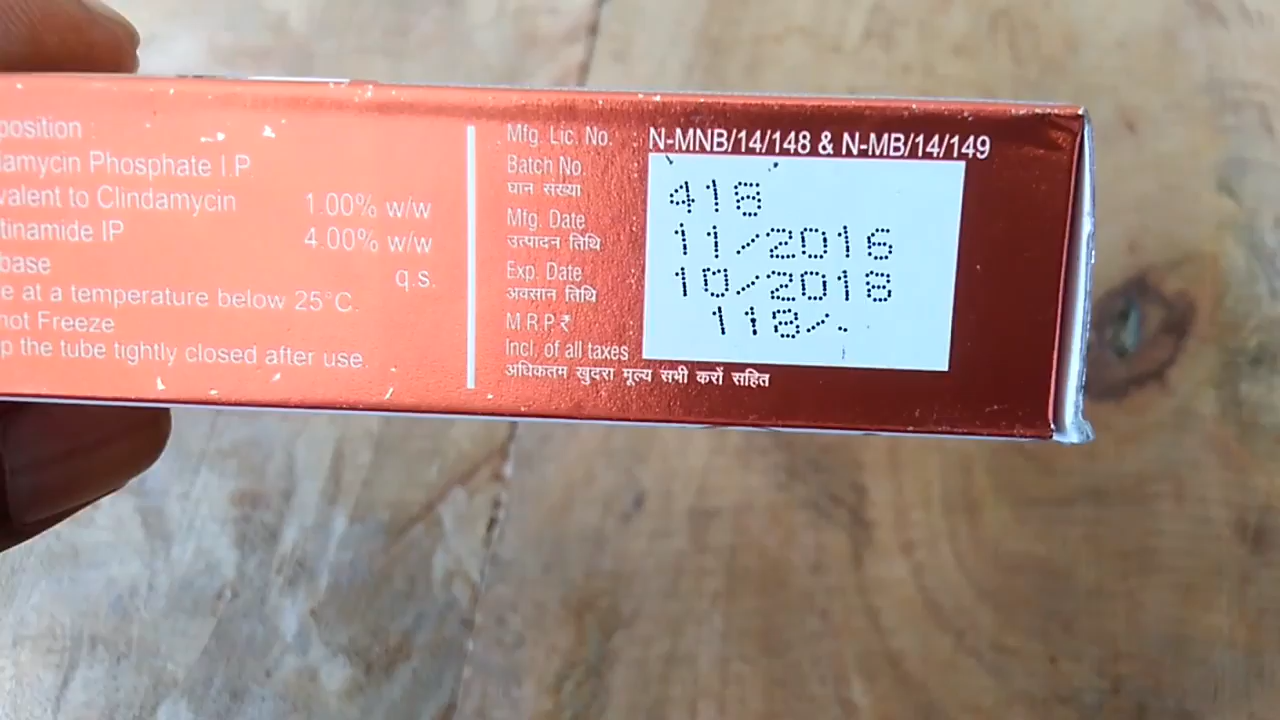 position
amycin Phosphate I.P
valent to Clindamycin 1.00% w/w
tinamide IP 4.00% w/w
base q.s.
e at a temperature below 25°C.
not Freeze
p the tube tightly closed after use.
Mfg. Lic. No. N-MNB/14/148 & N-MB/14/149
Batch No. 418
घान संख्या
Mfg. Date 11/2016
उत्पादन तिथि
Exp. Date 10/2018
अवसान तिथि
M R P ₹ 118/-
Incl. of all taxes
अधिकतम खुदरा मूल्य सभी करों सहित